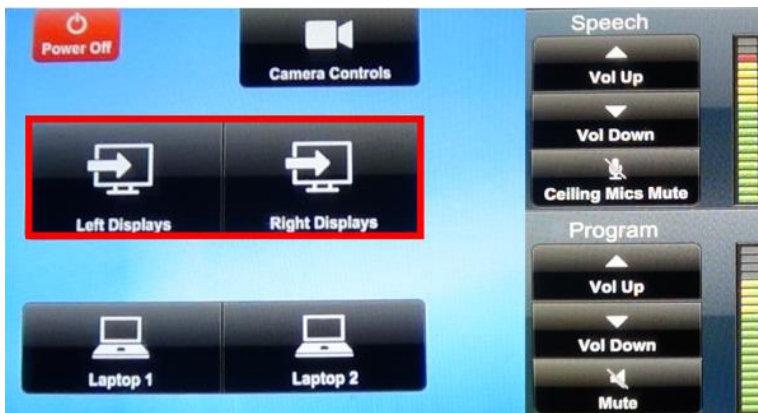 Power Off
Camera Controls
Left Displays
Right Displays
Laptop 1
Laptop 2
Speech
Vol Up
Vol Down
Ceiling Mics Mute
Program
Vol Up
Vol Down
Mute